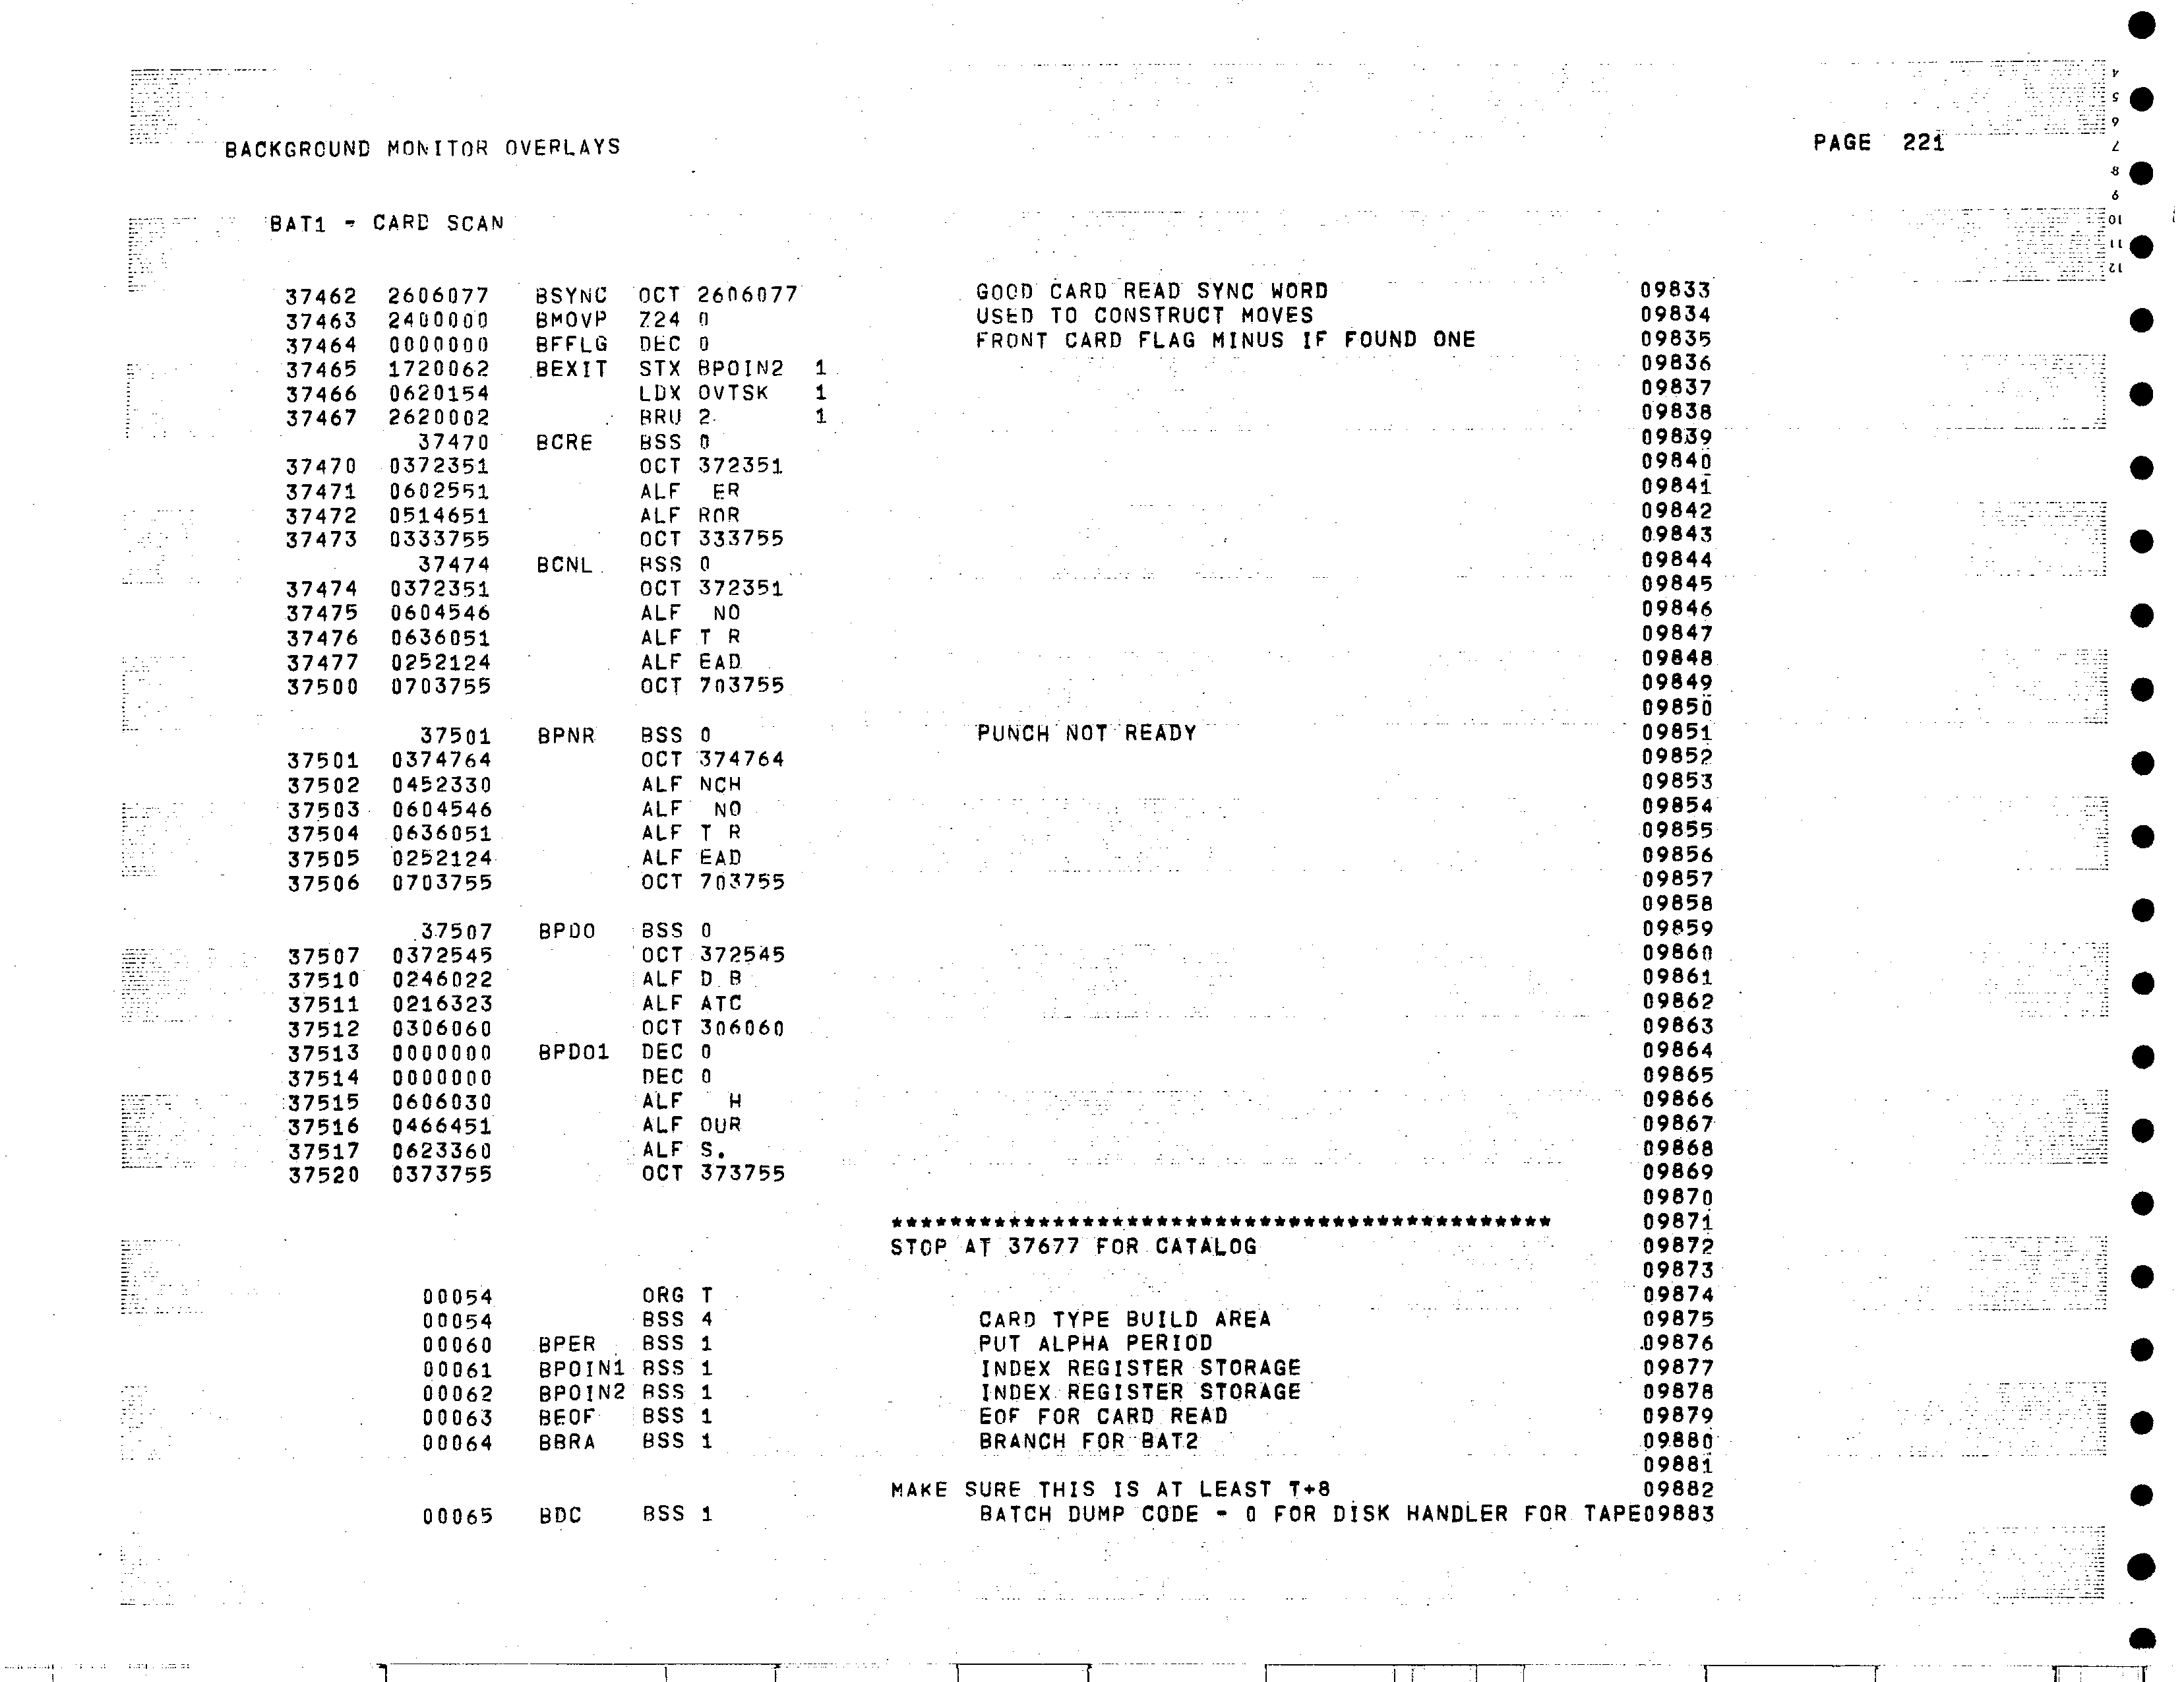 BACKGROUND MONITOR OVERLAYS PAGE 221
BAT1 - CARD SCAN
37462 2606077 BSYNC OCT 2606077 GOOD CARD READ SYNC WORD 09833
37463 2400000 BMOVP Z24 0 USED TO CONSTRUCT MOVES 09834
37464 0000000 BFFLG DEC 0 FRONT CARD FLAG MINUS IF FOUND ONE 09835
37465 1720062 BEXIT STX BPOIN2 1 09836
37466 0620154 LDX OVTSK 1 09837
37467 2620002 BRU 2 1 09838
37470 BCRE BSS 0 09839
37470 0372351 OCT 372351 09840
37471 0602551 ALF ER 09841
37472 0514651 ALF ROR 09842
37473 0333755 OCT 333755 09843
37474 BCNL BSS 0 09844
37474 0372351 OCT 372351 09845
37475 0604546 ALF NO 09846
37476 0636051 ALF T R 09847
37477 0252124 ALF EAD 09848
37500 0703755 OCT 703755 09849
09850
37501 BPNR BSS 0 PUNCH NOT READY 09851
37501 0374764 OCT 374764 09852
37502 0452330 ALF NCH 09853
37503 0604546 ALF NO 09854
37504 0636051 ALF T R 09855
37505 0252124 ALF EAD 09856
37506 0703755 OCT 703755 09857
09858
37507 BPDO BSS 0 09859
37507 0372545 OCT 372545 09860
37510 0246022 ALF D B 09861
37511 0216323 ALF ATC 09862
37512 0306060 OCT 306060 09863
37513 0000000 BPDO1 DEC 0 09864
37514 0000000 DEC 0 09865
37515 0606030 ALF H 09866
37516 0466451 ALF OUR 09867
37517 0623360 ALF S. 09868
37520 0373755 OCT 373755 09869
09870
********************************************* 09871
STOP AT 37677 FOR CATALOG 09872
09873
00054 ORG T 09874
00054 BSS 4 CARD TYPE BUILD AREA 09875
00060 BPER BSS 1 PUT ALPHA PERIOD 09876
00061 BPOIN1 BSS 1 INDEX REGISTER STORAGE 09877
00062 BPOIN2 BSS 1 INDEX REGISTER STORAGE 09878
00063 BEOF BSS 1 EOF FOR CARD READ 09879
00064 BBRA BSS 1 BRANCH FOR BAT2 09880
09881
MAKE SURE THIS IS AT LEAST T+8 09882
00065 BDC BSS 1 BATCH DUMP CODE - 0 FOR DISK HANDLER FOR TAPE09883
4
5
6
7
8
9
10
11
12